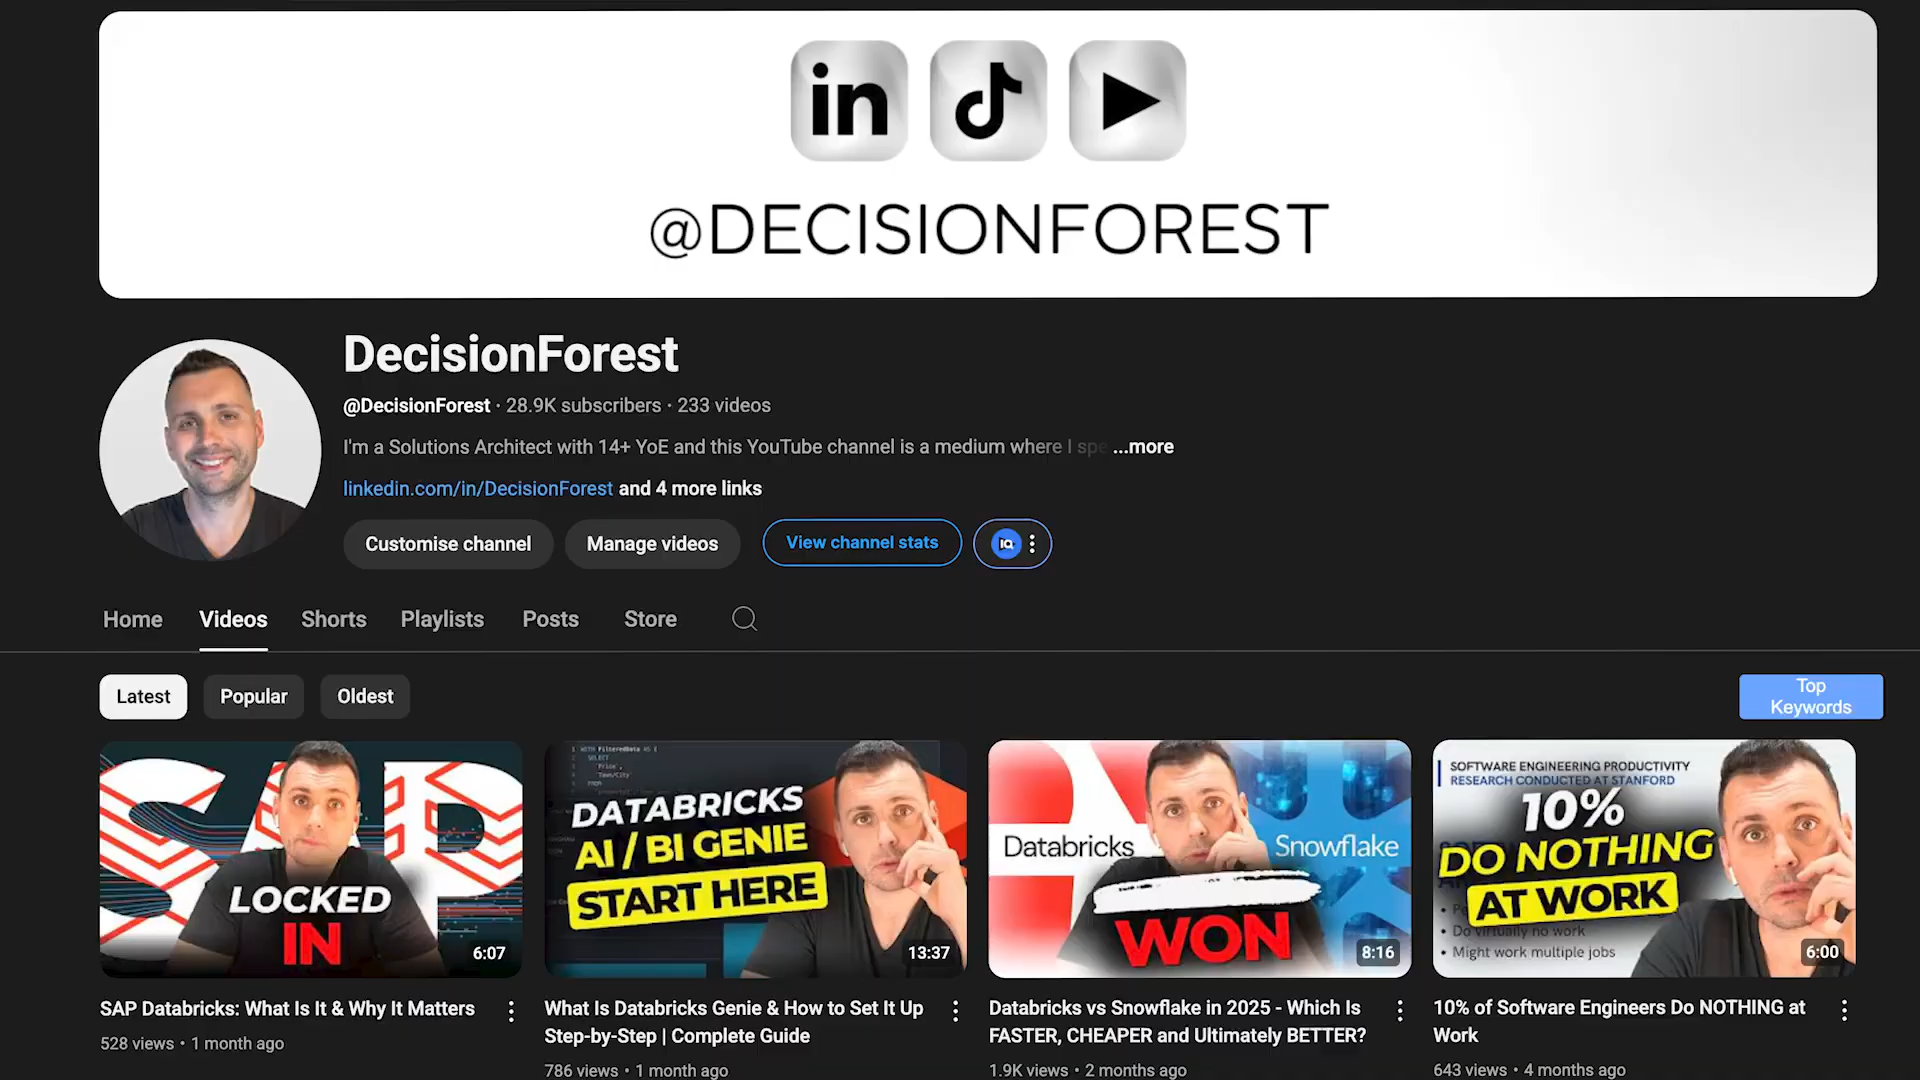 in
@DECISIONFOREST
DecisionForest
@DecisionForest · 28.9K subscribers · 233 videos
I'm a Solutions Architect with 14+ YoE and this YouTube channel is a medium where I spe ...more
linkedin.com/in/DecisionForest and 4 more links
Customise channel
Manage videos
View channel stats
IQ
Home
Videos
Shorts
Playlists
Posts
Store
Latest
Popular
Oldest
Top
Keywords
SAP
LOCKED
IN
6:07
DATABRICKS
AI / BI GENIE
START HERE
13:37
Databricks
Snowflake
WON
8:16
SOFTWARE ENGINEERING PRODUCTIVITY
RESEARCH CONDUCTED AT STANFORD
10%
DO NOTHING
AT WORK
• Do virtually no work
• Might work multiple jobs
6:00
SAP Databricks: What Is It & Why It Matters
528 views • 1 month ago
What Is Databricks Genie & How to Set It Up
Step-by-Step | Complete Guide
786 views • 1 month ago
Databricks vs Snowflake in 2025 - Which Is
FASTER, CHEAPER and Ultimately BETTER?
1.9K views • 2 months ago
10% of Software Engineers Do NOTHING at
Work
643 views • 4 months ago